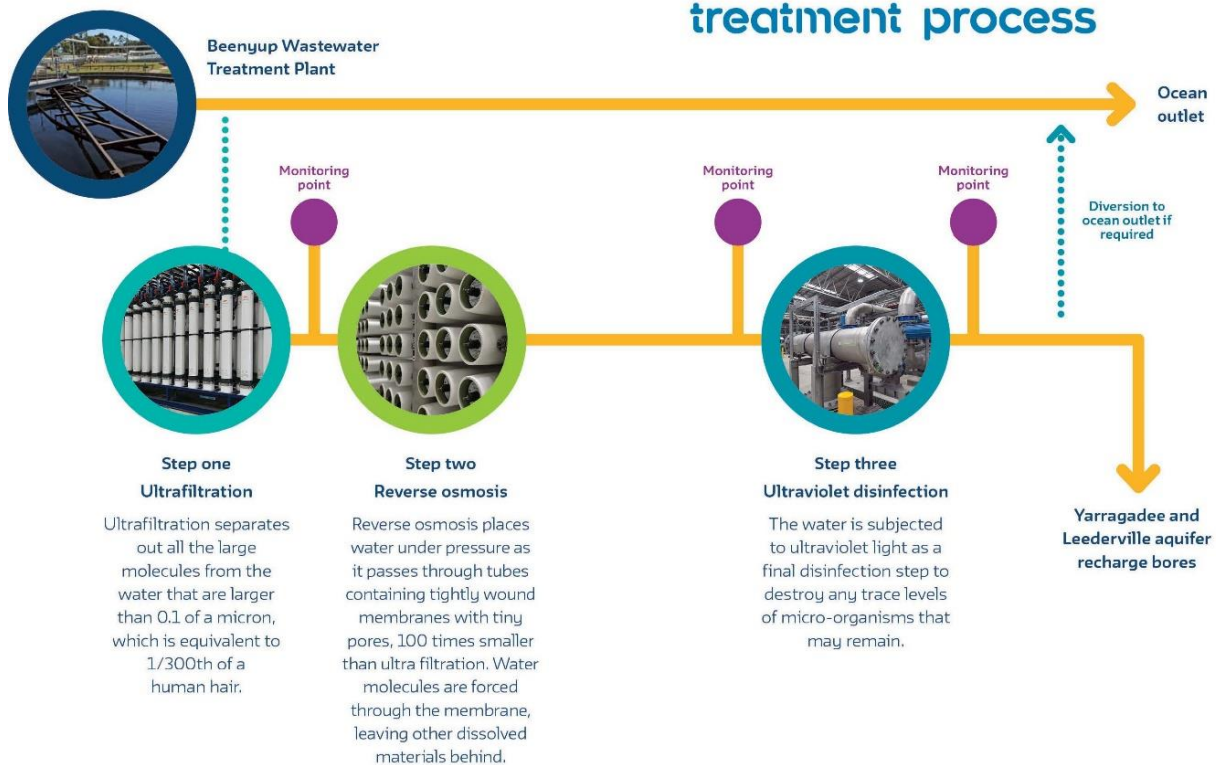 treatment process
Beenyup Wastewater
Treatment Plant
Ocean
outlet
Monitoring
point
Monitoring
point
Monitoring
point
Diversion to
ocean outlet if
required
Step one
Ultrafiltration
Ultrafiltration separates
out all the large
molecules from the
water that are larger
than 0.1 of a micron,
which is equivalent to
1/300th of a
human hair.
Step two
Reverse osmosis
Reverse osmosis places
water under pressure as
it passes through tubes
containing tightly wound
membranes with tiny
pores, 100 times smaller
than ultra filtration. Water
molecules are forced
through the membrane,
leaving other dissolved
materials behind.
Step three
Ultraviolet disinfection
The water is subjected
to ultraviolet light as a
final disinfection step to
destroy any trace levels
of micro-organisms that
may remain.
Yarragadee and
Leederville aquifer
recharge bores